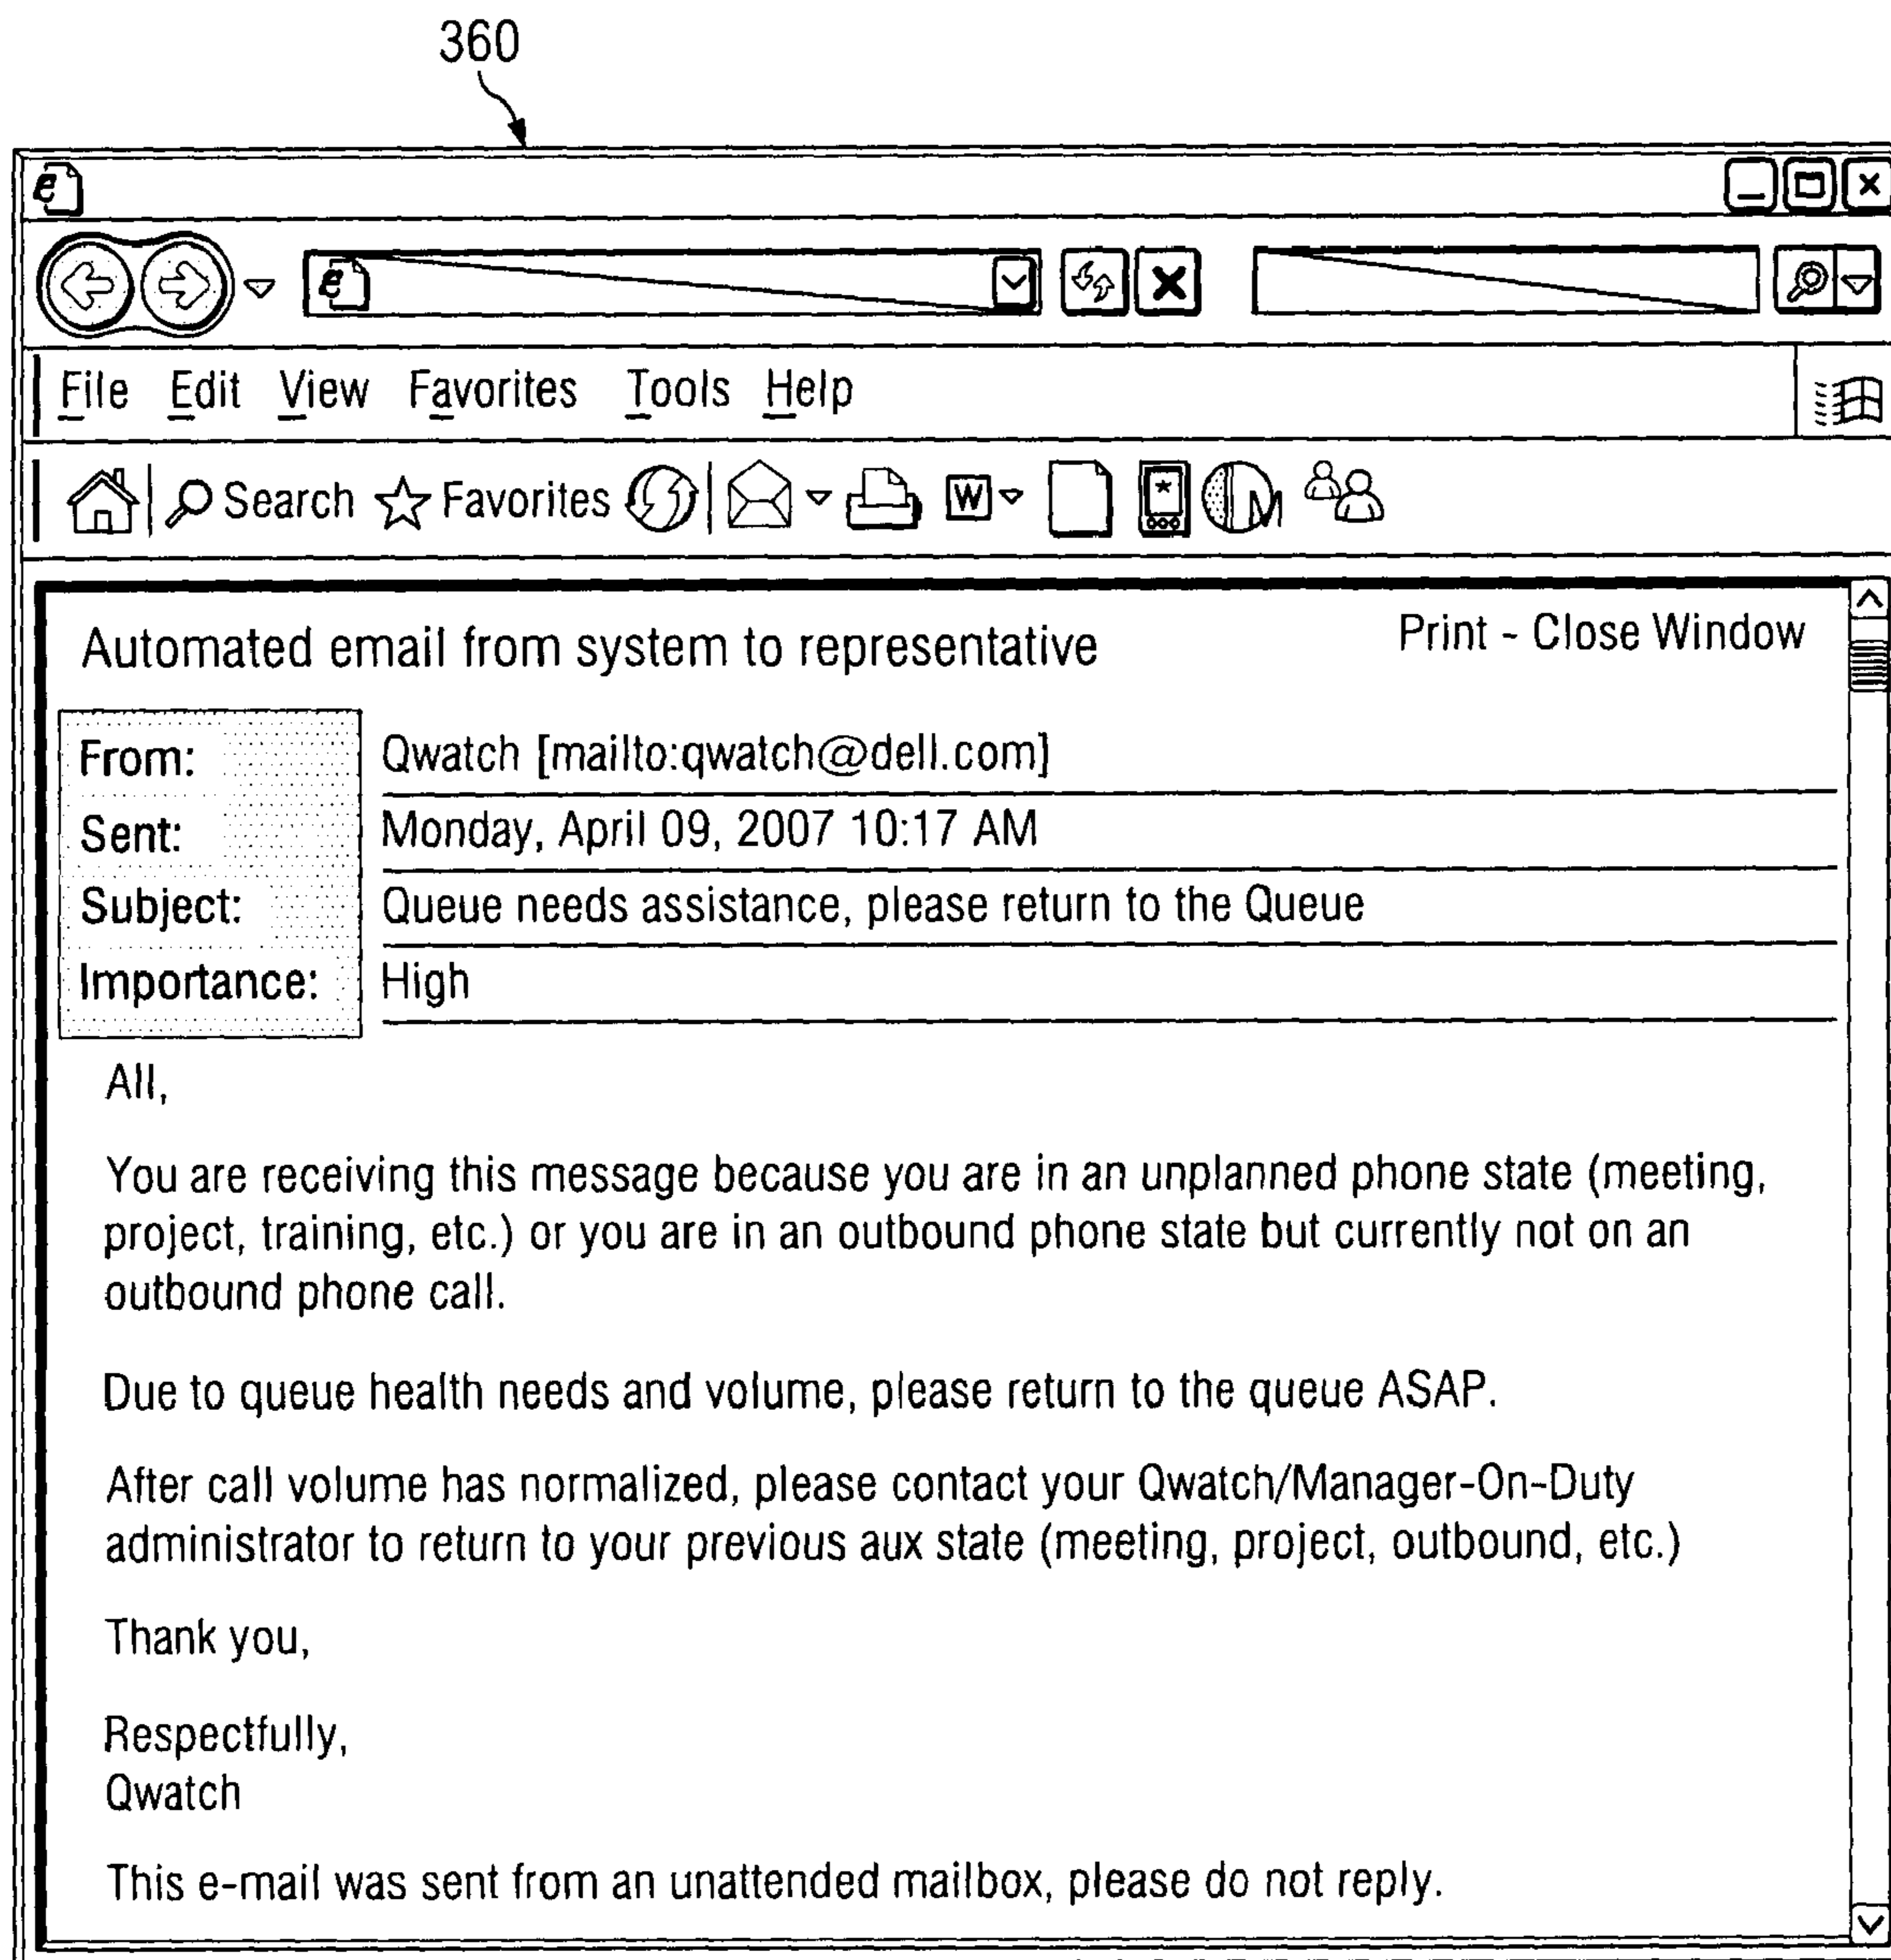 360
File Edit View Favorites Tools Help
Search Favorites W M
Automated email from system to representative
Print - Close Window
From: Qwatch [mailto:qwatch@dell.com]
Sent: Monday, April 09, 2007 10:17 AM
Subject: Queue needs assistance, please return to the Queue
Importance: High
All,
You are receiving this message because you are in an unplanned phone state (meeting,
project, training, etc.) or you are in an outbound phone state but currently not on an
outbound phone call.
Due to queue health needs and volume, please return to the queue ASAP.
After call volume has normalized, please contact your Qwatch/Manager-On-Duty
administrator to return to your previous aux state (meeting, project, outbound, etc.)
Thank you,
Respectfully,
Qwatch
This e-mail was sent from an unattended mailbox, please do not reply.